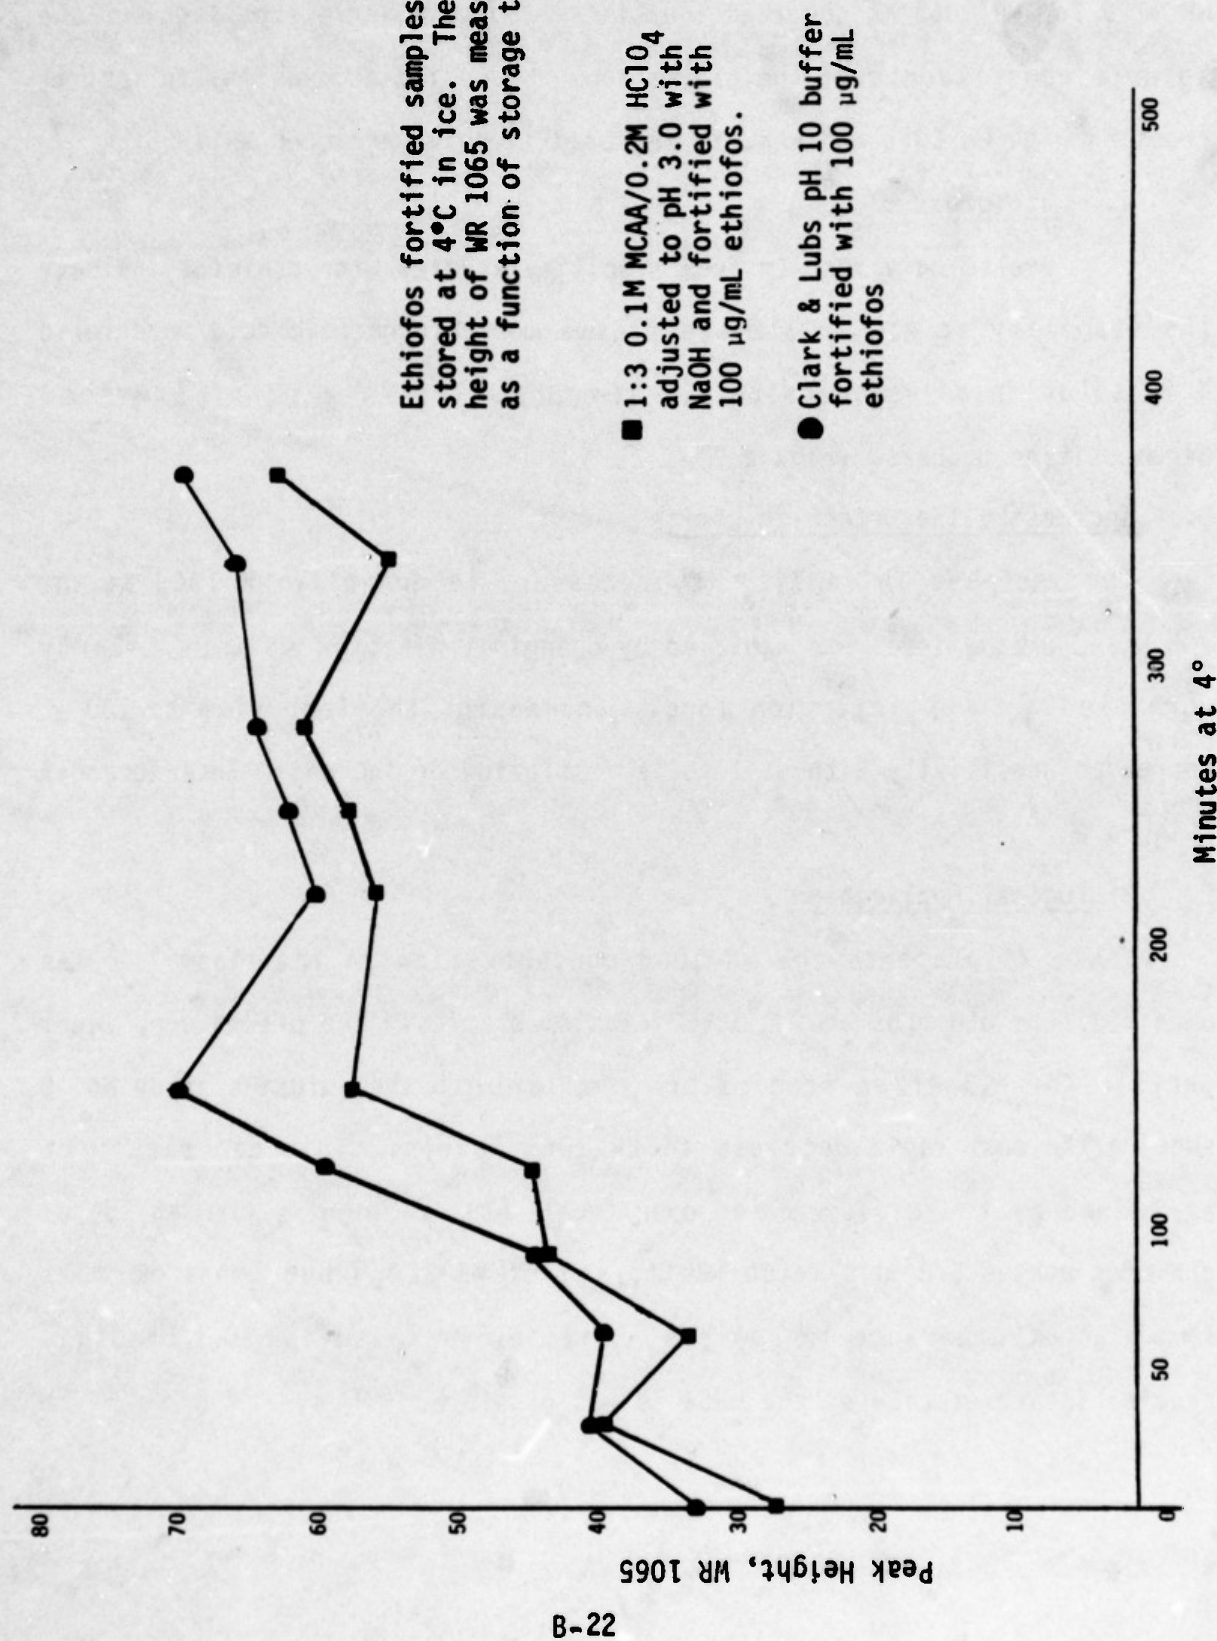 Ethiofos fortified samples
stored at 4°C in ice. The
height of WR 1065 was meas
as a function of storage t
■ 1:3 0.1M MCAA/0.2M HClO4
adjusted to pH 3.0 with
NaOH and fortified with
100 µg/mL ethiofos.
● Clark & Lubs pH 10 buffer
fortified with 100 µg/mL
ethiofos
80
70
60
50
40
30
20
10
0
Peak Height, WR 1065
50
100
200
300
400
500
Minutes at 4°
B-22